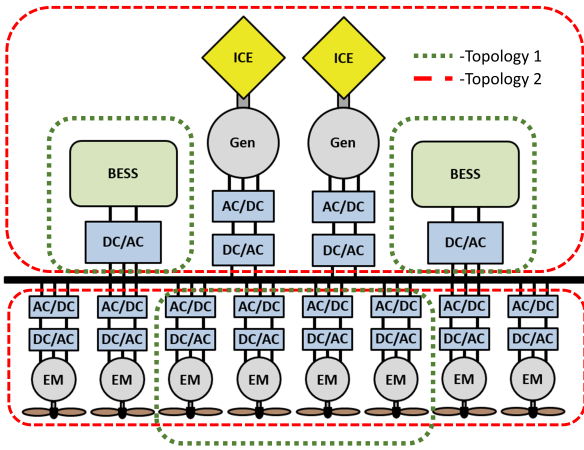 ICE ICE
-Topology 1
-Topology 2
Gen Gen
BESS BESS
AC/DC AC/DC
DC/AC DC/AC DC/AC DC/AC
AC/DC AC/DC AC/DC AC/DC AC/DC AC/DC AC/DC AC/DC
DC/AC DC/AC DC/AC DC/AC DC/AC DC/AC DC/AC DC/AC
EM EM EM EM EM EM EM EM